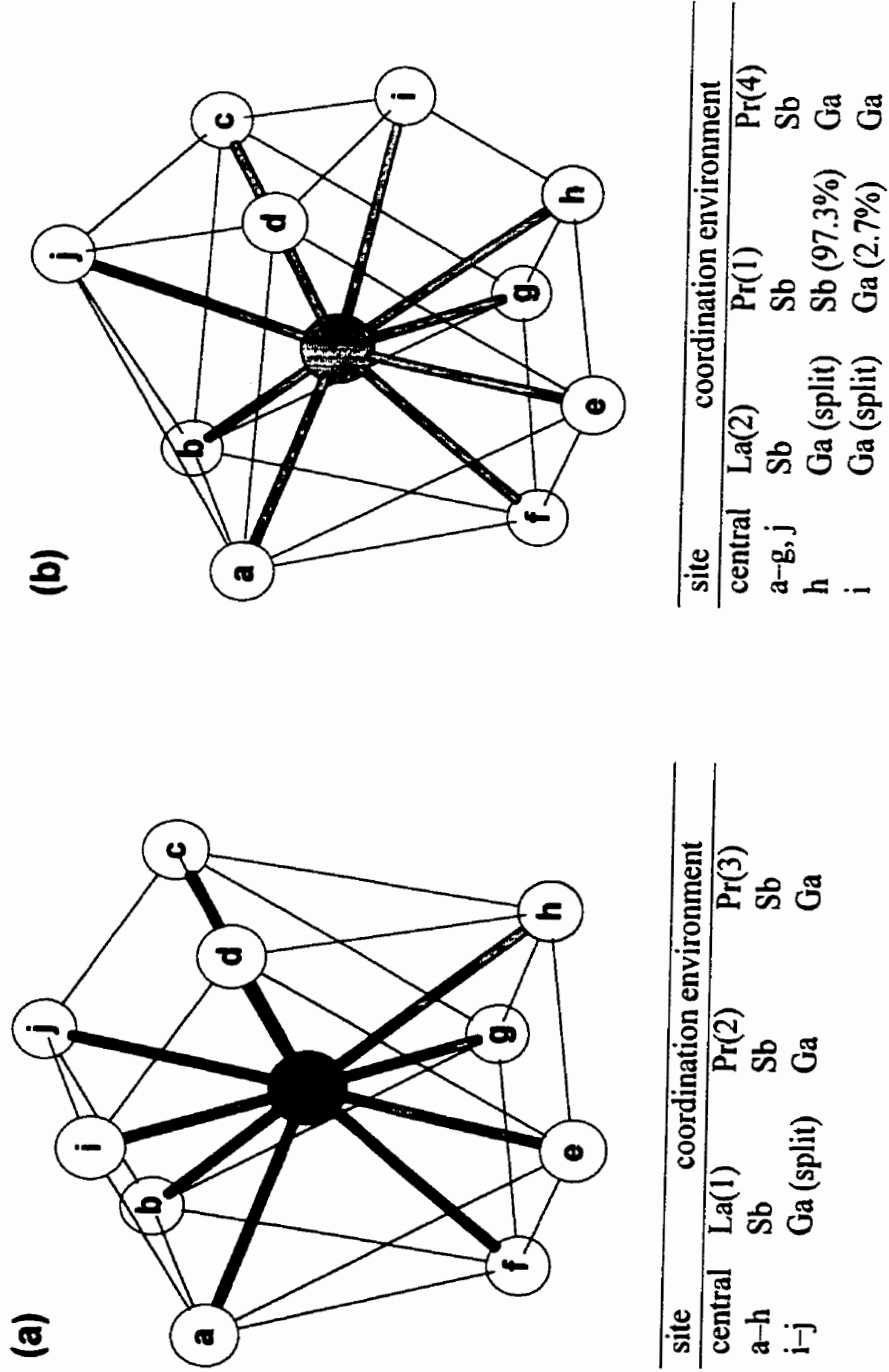 (a)
j
c
i
d
b
a
g
h
f
e
site coordination environment
central La(1) Pr(2) Pr(3)
a–h Sb Sb Sb
i–j Ga (split) Ga Ga
(b)
j
c
i
d
b
a
g
h
f
e
site coordination environment
central La(2) Pr(1) Pr(4)
a–g, j Sb Sb Sb
h Ga (split) Sb (97.3%) Ga
i Ga (split) Ga (2.7%) Ga